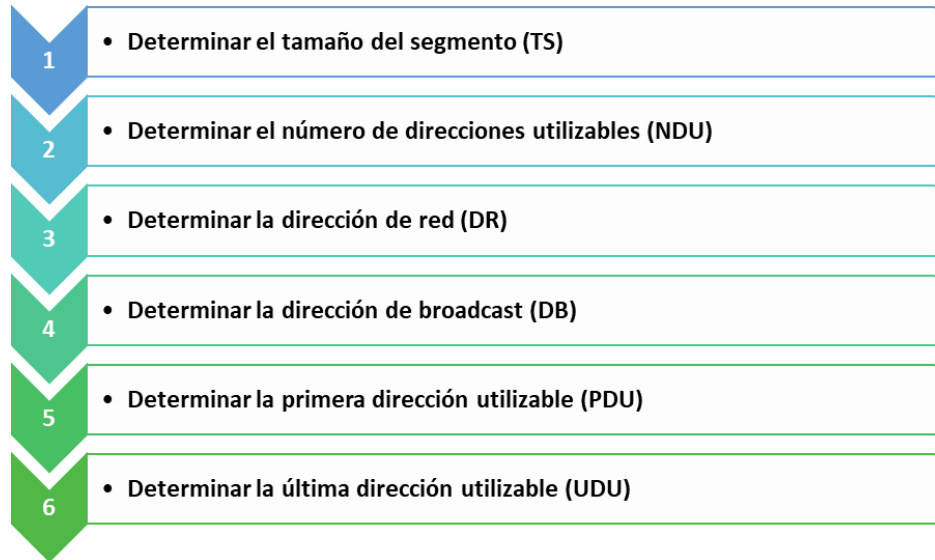 1
• Determinar el tamaño del segmento (TS)
2
• Determinar el número de direcciones utilizables (NDU)
3
• Determinar la dirección de red (DR)
4
• Determinar la dirección de broadcast (DB)
5
• Determinar la primera dirección utilizable (PDU)
6
• Determinar la última dirección utilizable (UDU)